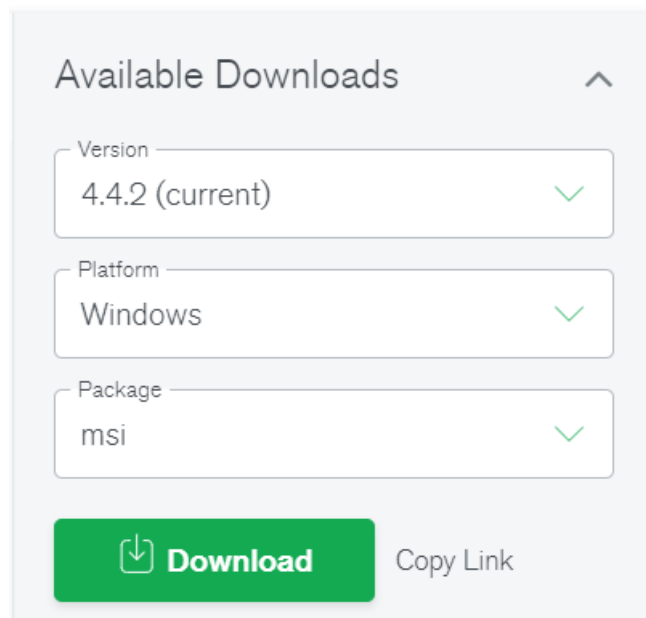 Available Downloads
Version
4.4.2 (current)
Platform
Windows
Package
msi
Download
Copy Link